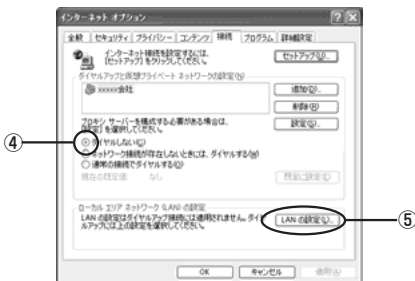 インターネット オプション
全般 セキュリティ プライバシー コンテンツ 接続 プログラム 詳細設定
インターネット接続を設定するには、
[セットアップ] をクリックしてください。
セットアップ(U)...
ダイヤルアップと仮想プライベート ネットワークの設定(N)
xxxxx会社
追加(D)...
削除(R)
プロキシ サーバーを構成する必要がある場合は、
[設定] を選択してください。
設定(S)...
④
ダイヤルしない(C)
ネットワーク接続が存在しないときには、ダイヤルする(W)
通常の接続でダイヤルする(O)
現在の既定値 なし
既定に設定(E)
ローカル エリア ネットワーク (LAN) の設定
LAN の設定はダイヤルアップ接続には適用されません。ダイヤ
ルアップには上の設定を選択してください。
LAN の設定(L)...
⑤
OK キャンセル 適用(A)